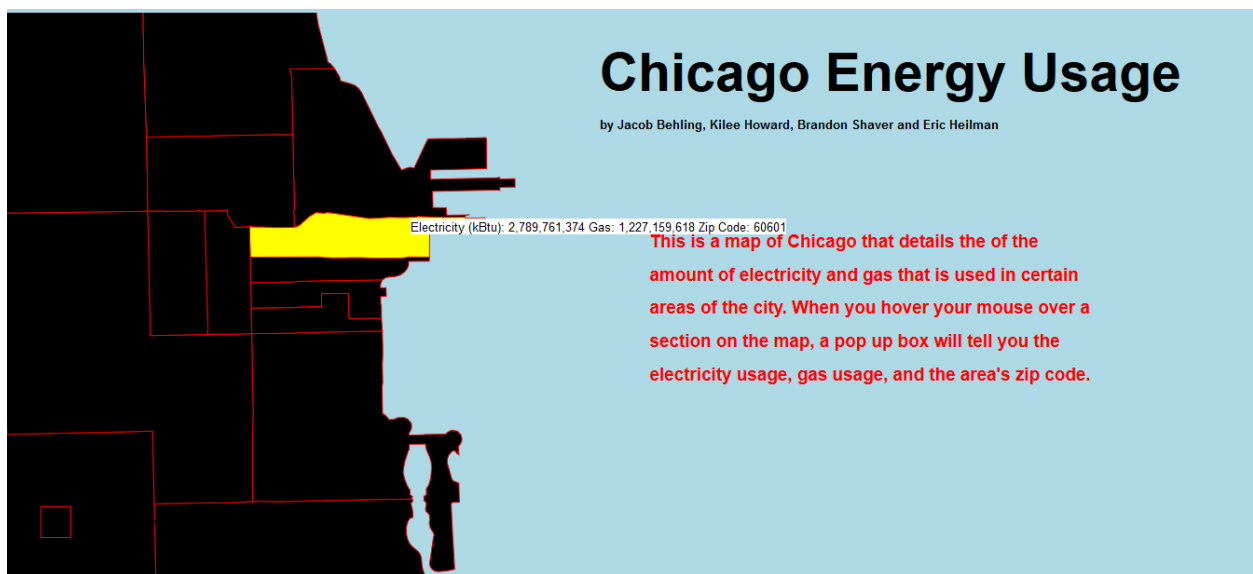 Chicago Energy Usage
by Jacob Behling, Kilee Howard, Brandon Shaver and Eric Heilman
Electricity (kBtu): 2,789,761,374 Gas: 1,227,159,618 Zip Code: 60601
This is a map of Chicago that details the of the
amount of electricity and gas that is used in certain
areas of the city. When you hover your mouse over a
section on the map, a pop up box will tell you the
electricity usage, gas usage, and the area's zip code.